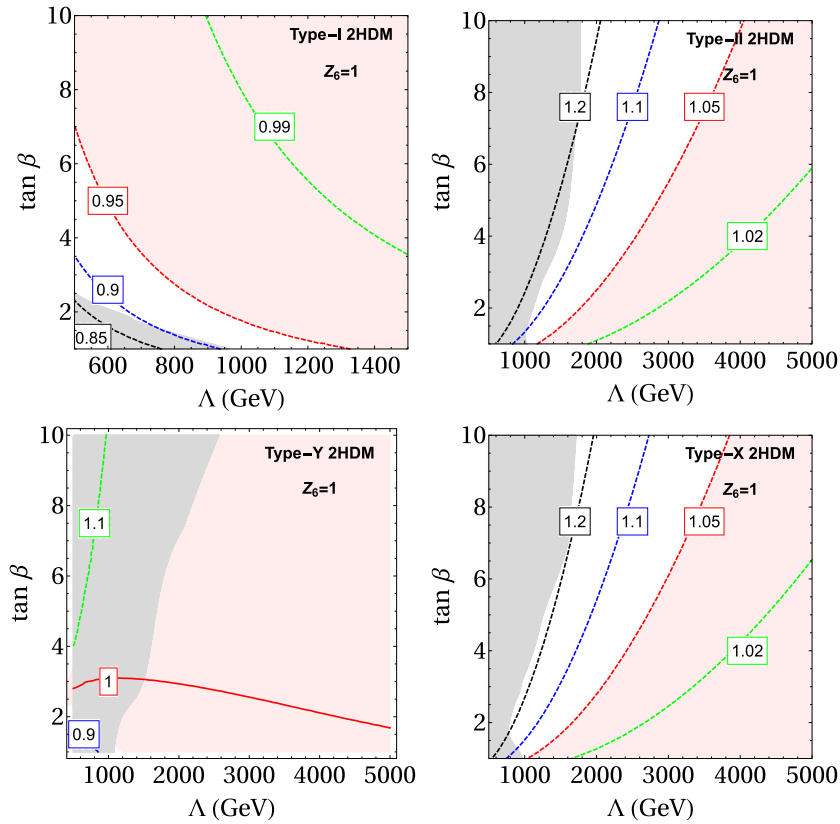 10
8
6
4
2
tan β
Type-I 2HDM
Z6=1
0.99
0.95
0.9
0.85
600 800 1000 1200 1400
Λ (GeV)
10
8
6
4
2
tan β
Type-II 2HDM
Z6=1
1.2
1.1
1.05
1.02
1000 2000 3000 4000 5000
Λ (GeV)
10
8
6
4
2
tan β
Type-Y 2HDM
Z6=1
1.1
1
0.9
1000 2000 3000 4000 5000
Λ (GeV)
10
8
6
4
2
tan β
Type-X 2HDM
Z6=1
1.2
1.1
1.05
1.02
1000 2000 3000 4000 5000
Λ (GeV)